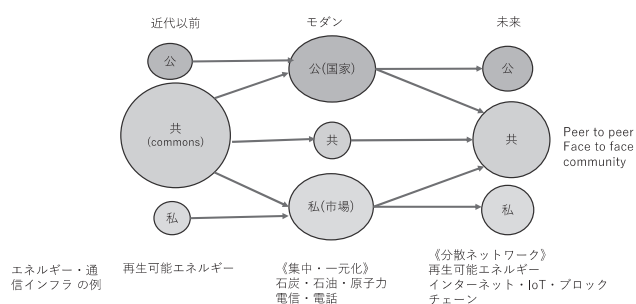 近代以前
モダン
未来
公
公(国家)
公
共
(commons)
共
共
Peer to peer
Face to face
community
私
私(市場)
私
エネルギー・通
信インフラ の例
再生可能エネルギー
《集中・一元化》
石炭・石油・原子力
電信・電話
《分散ネットワーク》
再生可能エネルギー
インターネット・IoT・ブロック
チェーン